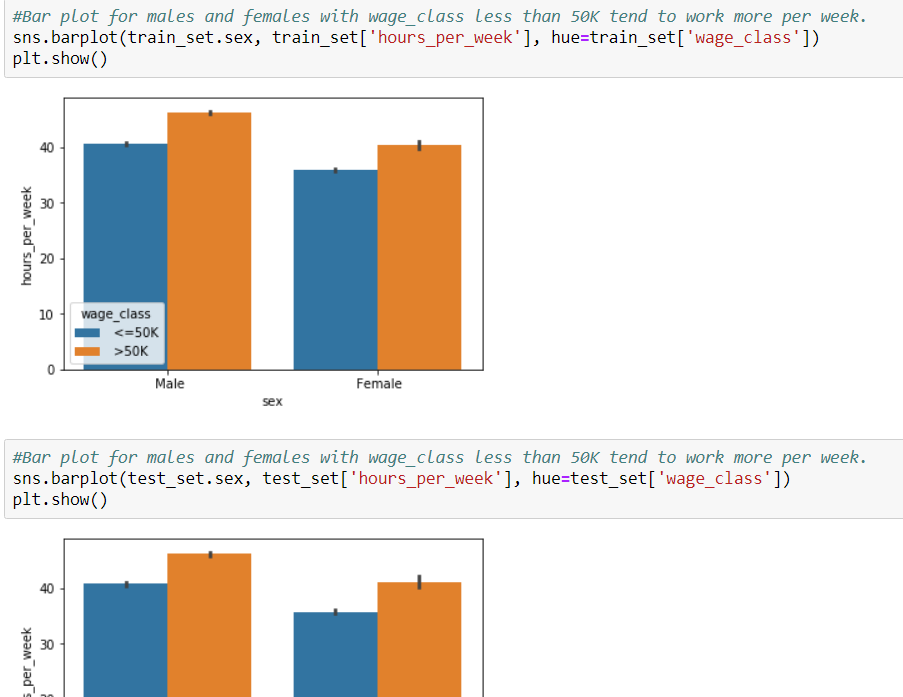 #Bar plot for males and females with wage_class less than 50K tend to work more per week.
sns.barplot(train_set.sex, train_set['hours_per_week'], hue=train_set['wage_class'])
plt.show()
40
30
20
10
0
hours_per_week
wage_class
<=50K
>50K
Male Female
sex
#Bar plot for males and females with wage_class less than 50K tend to work more per week.
sns.barplot(test_set.sex, test_set['hours_per_week'], hue=test_set['wage_class'])
plt.show()
40
30
s_per_week